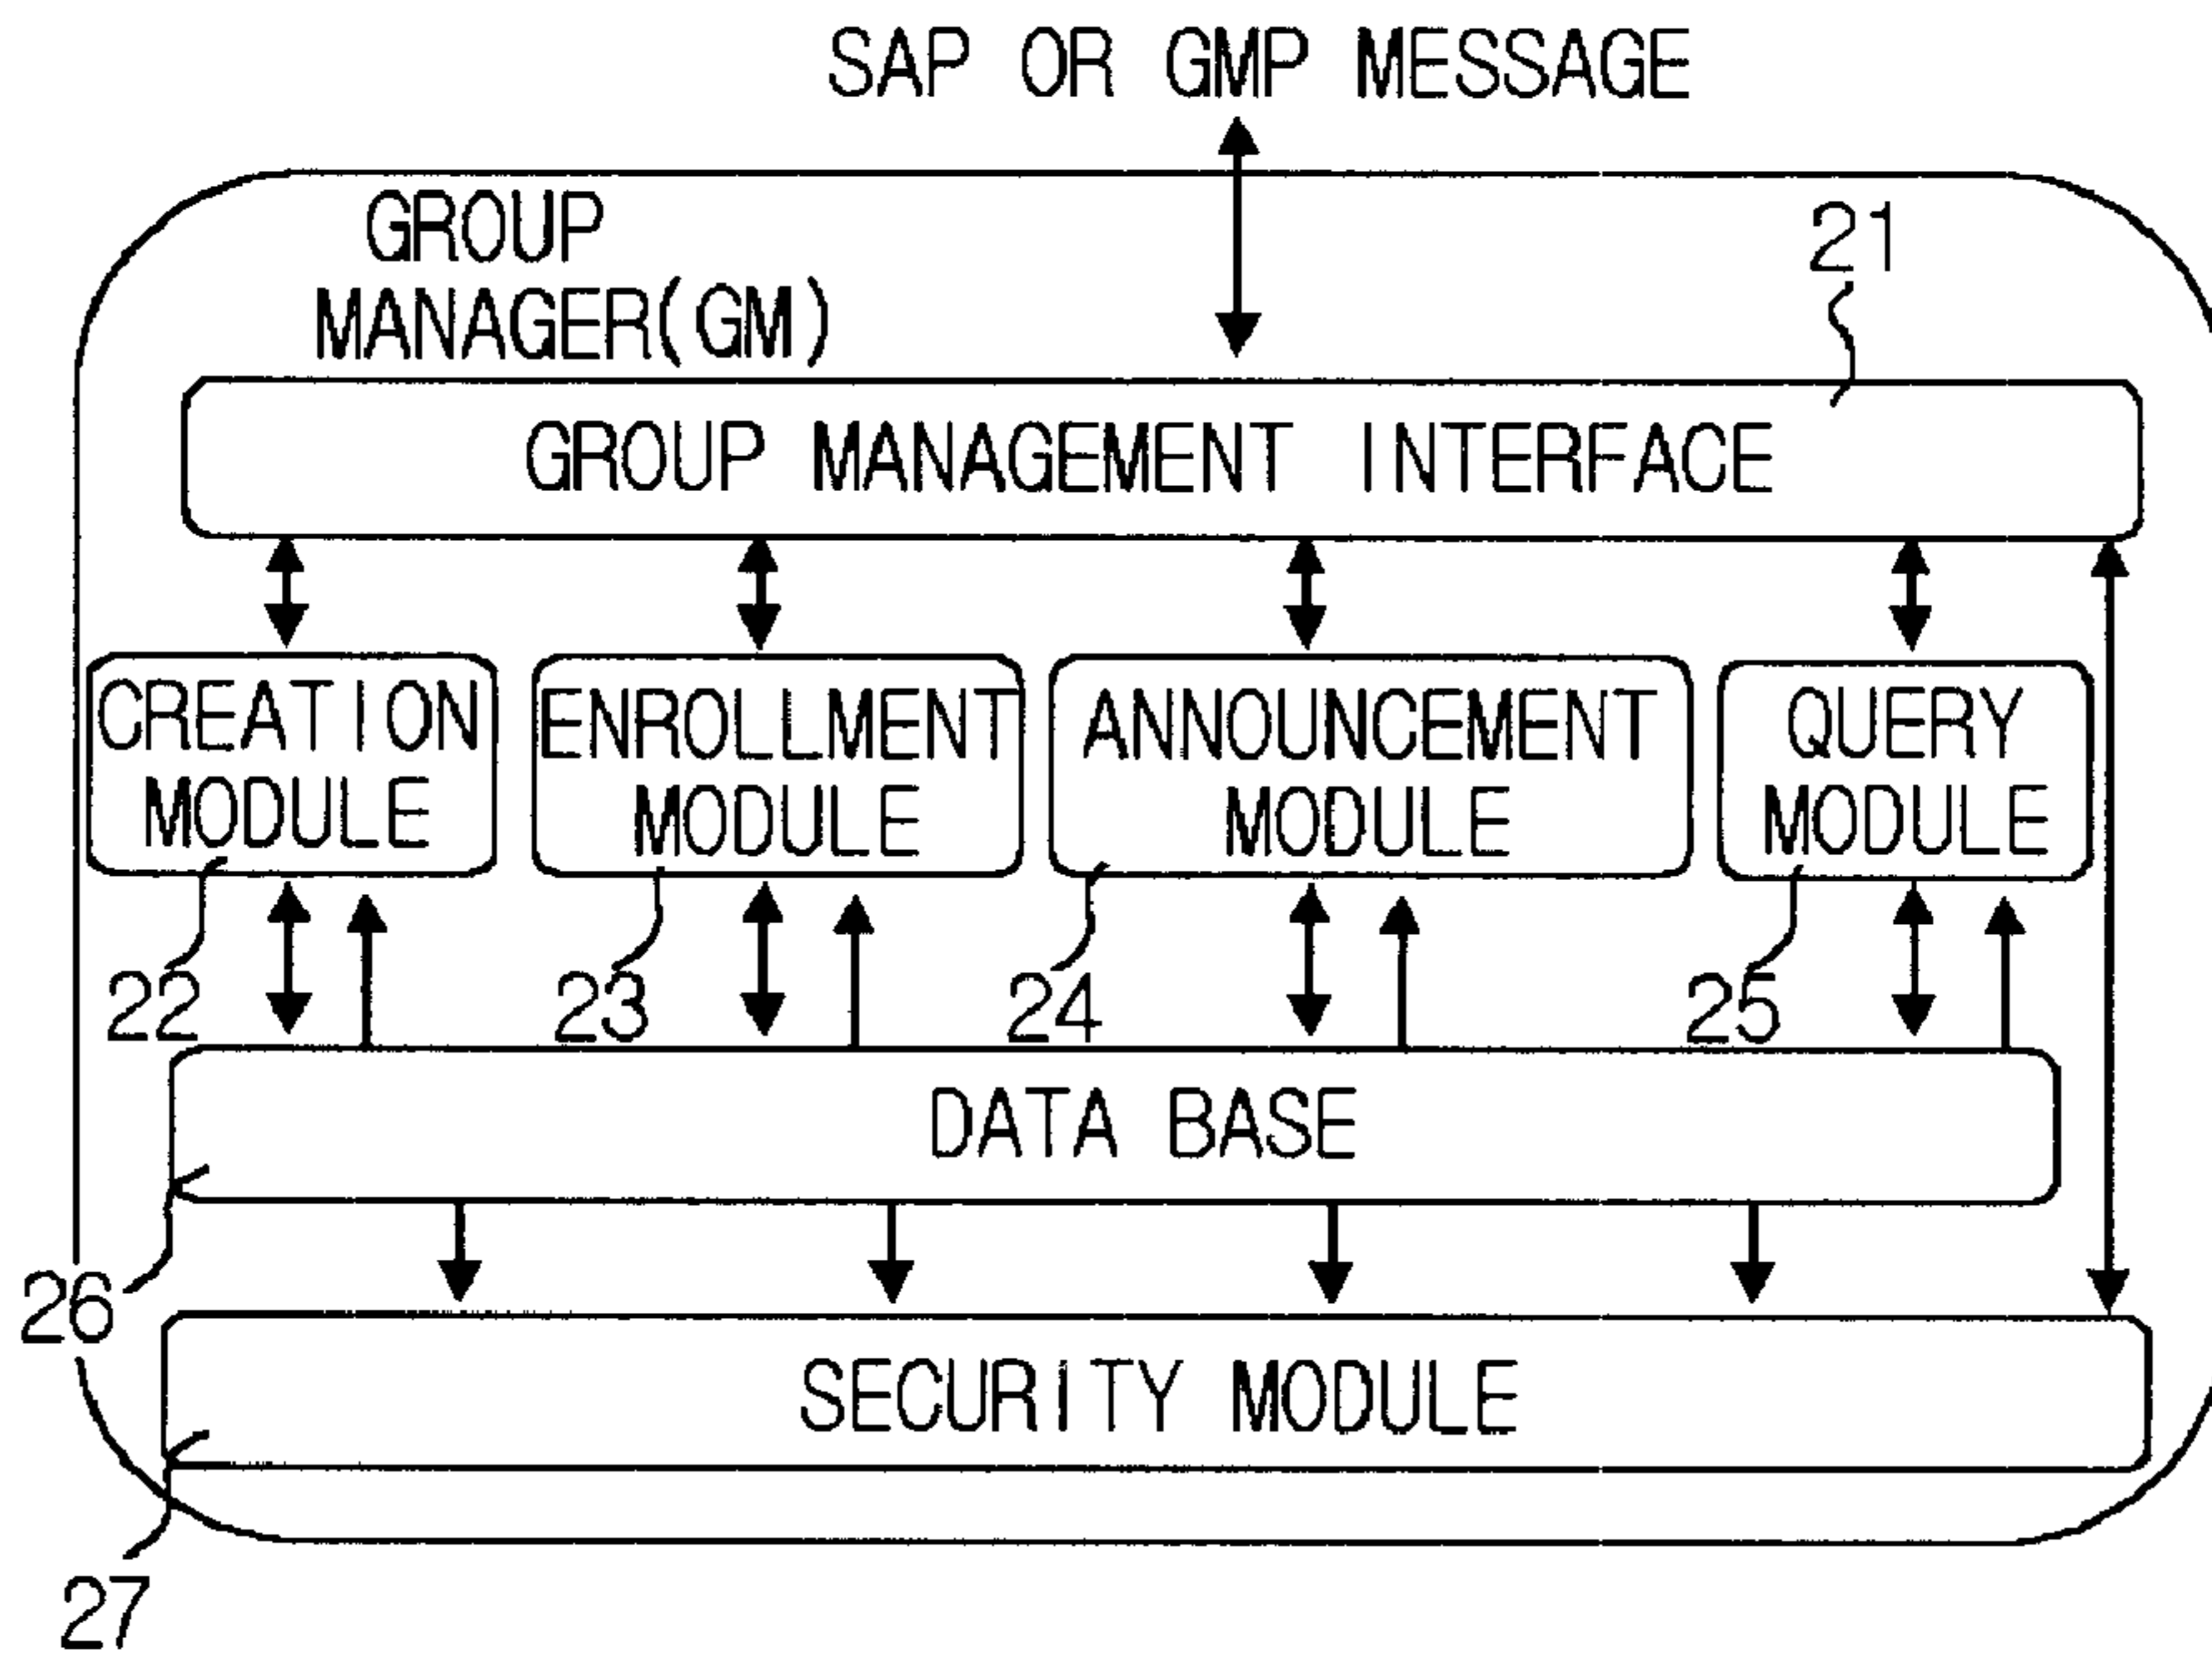 SAP OR GMP MESSAGE
GROUP
MANAGER(GM)
21
GROUP MANAGEMENT INTERFACE
CREATION
MODULE
ENROLLMENT
MODULE
ANNOUNCEMENT
MODULE
QUERY
MODULE
22
23
24
25
DATA BASE
26
SECURITY MODULE
27